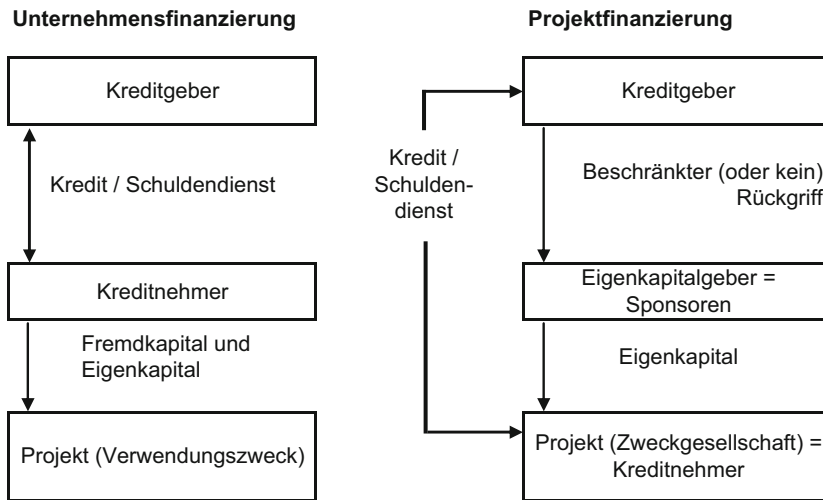 Unternehmensfinanzierung
Kreditgeber
Kredit / Schuldendienst
Kreditnehmer
Fremdkapital und
Eigenkapital
Projekt (Verwendungszweck)
Projektfinanzierung
Kreditgeber
Kredit /
Schulden-
dienst
Beschränkter (oder kein)
Rückgriff
Eigenkapitalgeber =
Sponsoren
Eigenkapital
Projekt (Zweckgesellschaft) =
Kreditnehmer